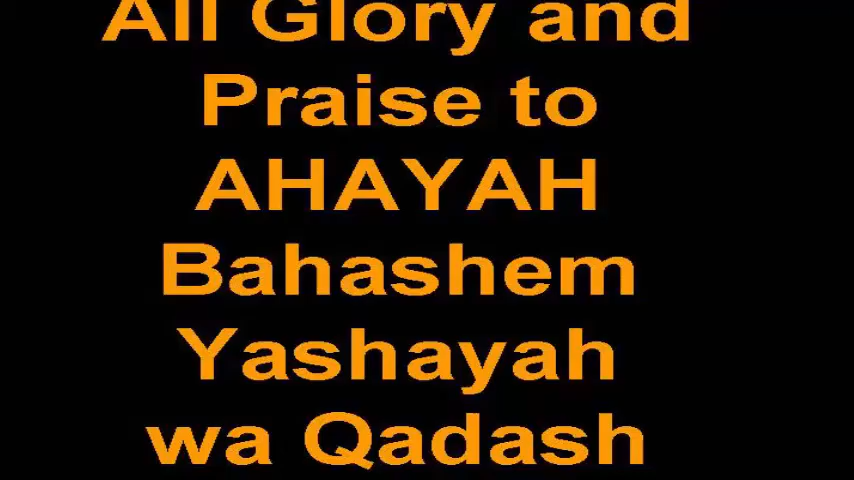 All Glory and
Praise to
AHAYAH
Bahashem
Yashayah
wa Qadash